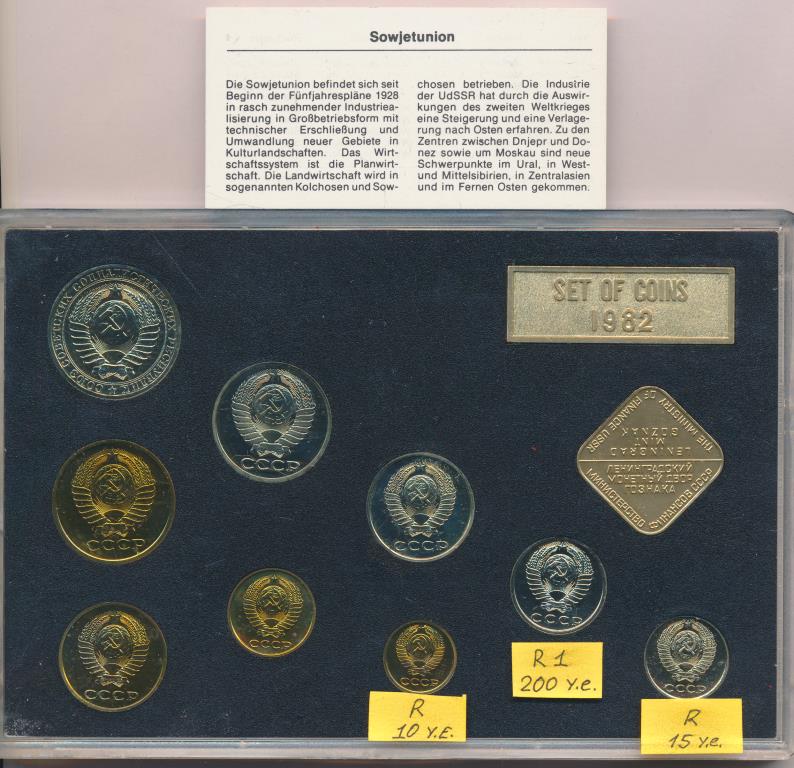 Sowjetunion
Die Sowjetunion befindet sich seit
Beginn der Fünfjahrespläne 1928
in rasch zunehmender Industriea-
lisierung in Großbetriebsform mit
technischer Erschließung und
Umwandlung neuer Gebiete in
Kulturlandschaften. Das Wirt-
schaftssystem ist die Planwirt-
schaft. Die Landwirtschaft wird in
sogenannten Kolchosen und Sow-
chosen betrieben. Die Industrie
der UdSSR hat durch die Auswir-
kungen des zweiten Weltkrieges
eine Steigerung und eine Verlage-
rung nach Osten erfahren. Zu den
Zentren zwischen Dnjepr und Do-
nez sowie um Moskau sind neue
Schwerpunkte im Ural, in West-
und Mittelsibirien, in Zentralasien
und im Fernen Osten gekommen.
SET OF COINS
1982
СОЮЗ СОВЕТСКИХ СОЦИАЛИСТИЧЕСКИХ РЕСПУБЛИК
СССР
СССР
СССР
СССР
СССР
СССР
СССР
СССР
THE MINISTRY OF FINANCE USSR
LENINGRAD
MINT
GOZNAK
ЛЕНИНГРАДСКИЙ
МОНЕТНЫЙ ДВОР
ГОЗНАКА
МИНИСТЕРСТВО ФИНАНСОВ СССР
R
10 У.Е.
R 1
200 у.е.
R
15 у.е.